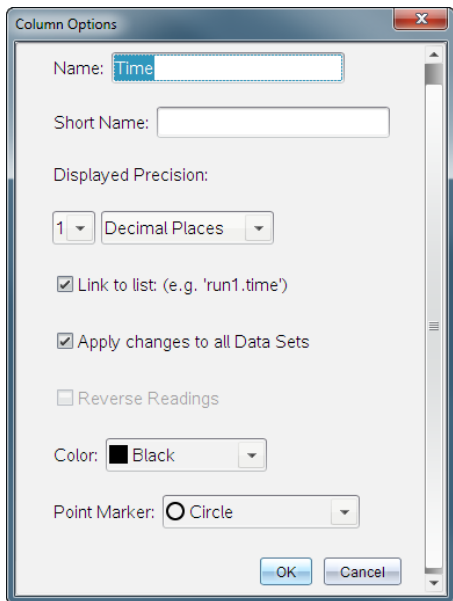 Column Options
Name: Time
Short Name:
Displayed Precision:
1 Decimal Places
Link to list: (e.g. 'run1.time')
Apply changes to all Data Sets
Reverse Readings
Color: Black
Point Marker: Circle
OK Cancel